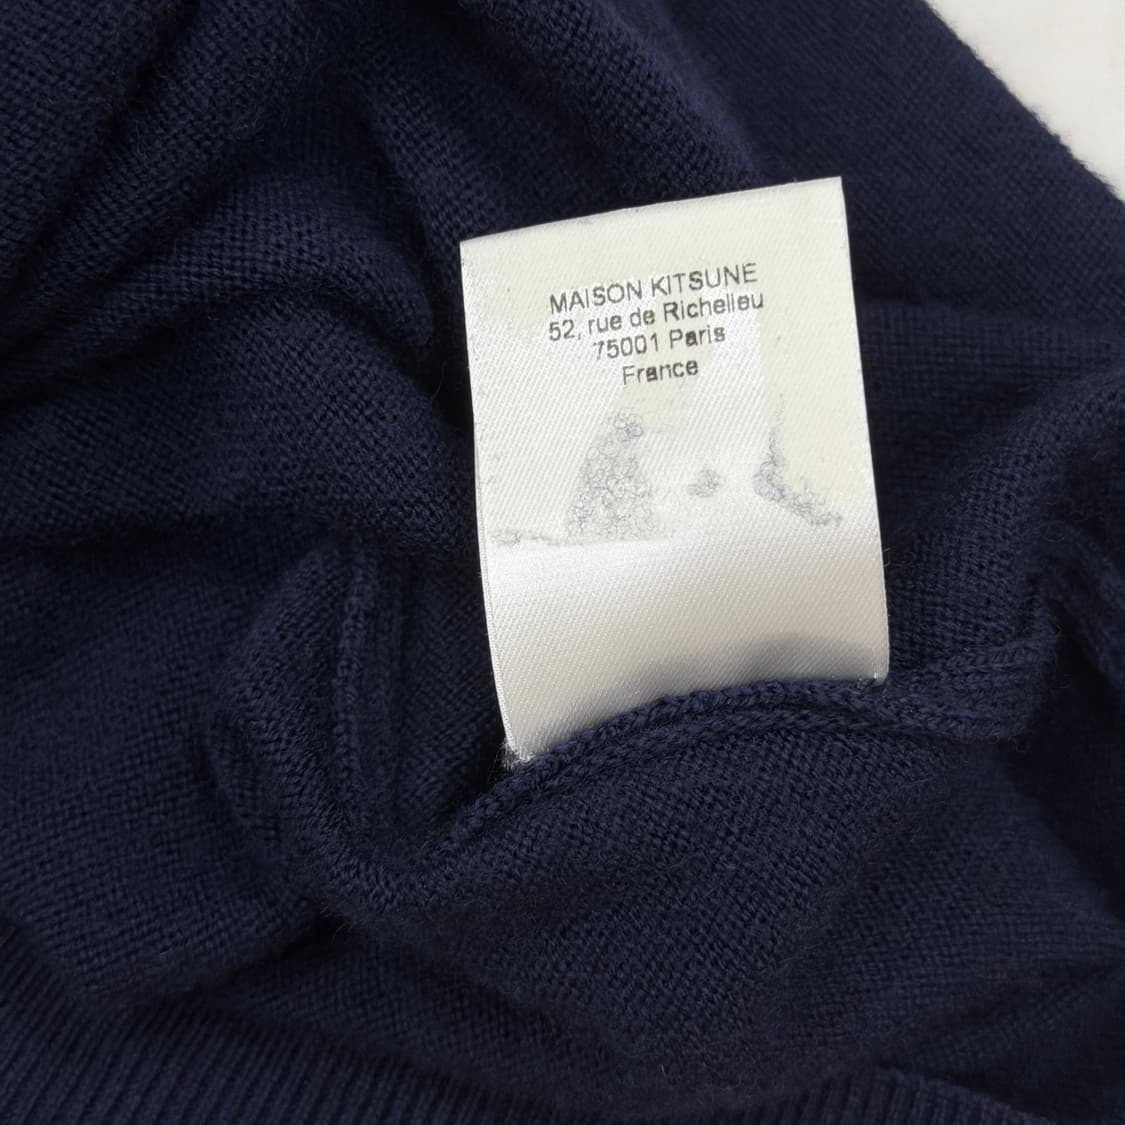 MAISON KITSUNE
52, rue de Richelieu
75001 Paris
France